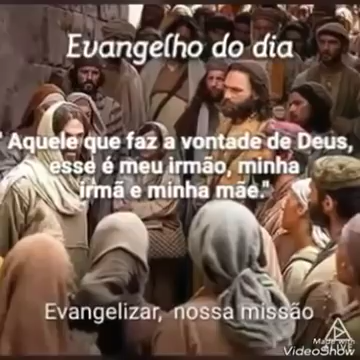 Evangelho do dia
" Aquele que faz a vontade de Deus,
esse é meu irmão, minha
irmã e minha mãe."
Evangelizar, nossa missão
Made with
VideoShow